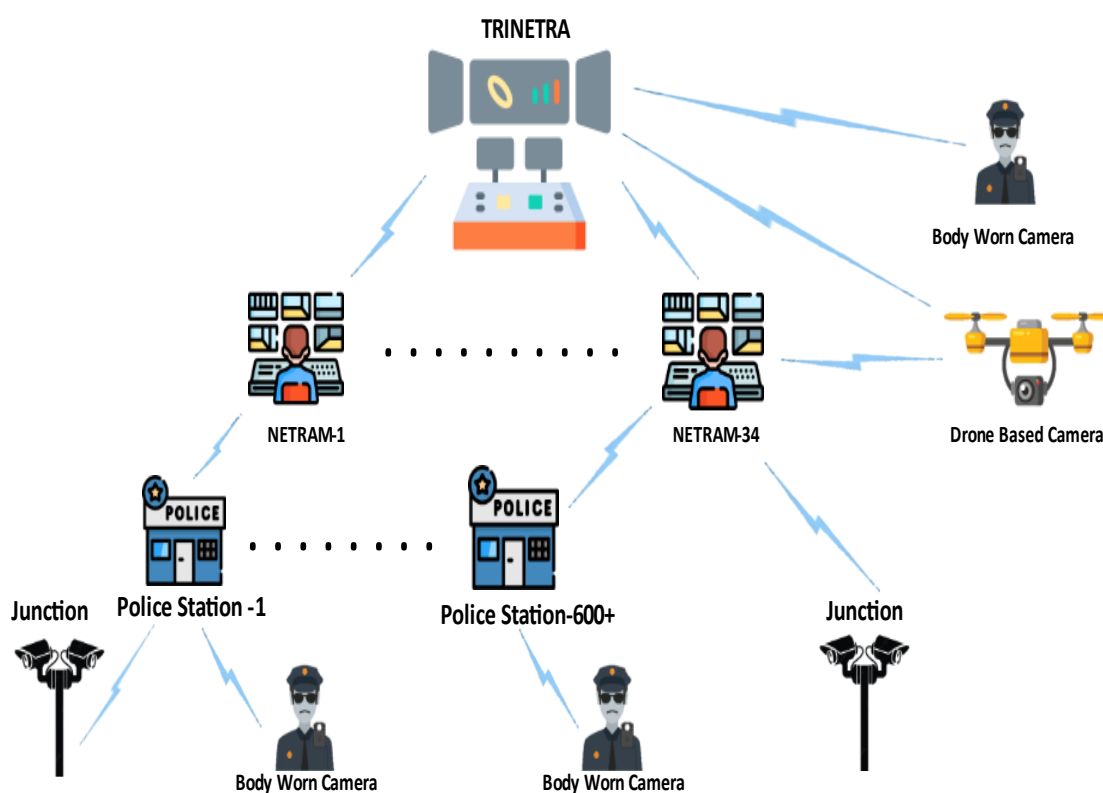 TRINETRA
Body Worn Camera
NETRAM-1
NETRAM-34
Drone Based Camera
POLICE
POLICE
Police Station -1
Police Station-600+
Junction
Junction
Body Worn Camera
Body Worn Camera